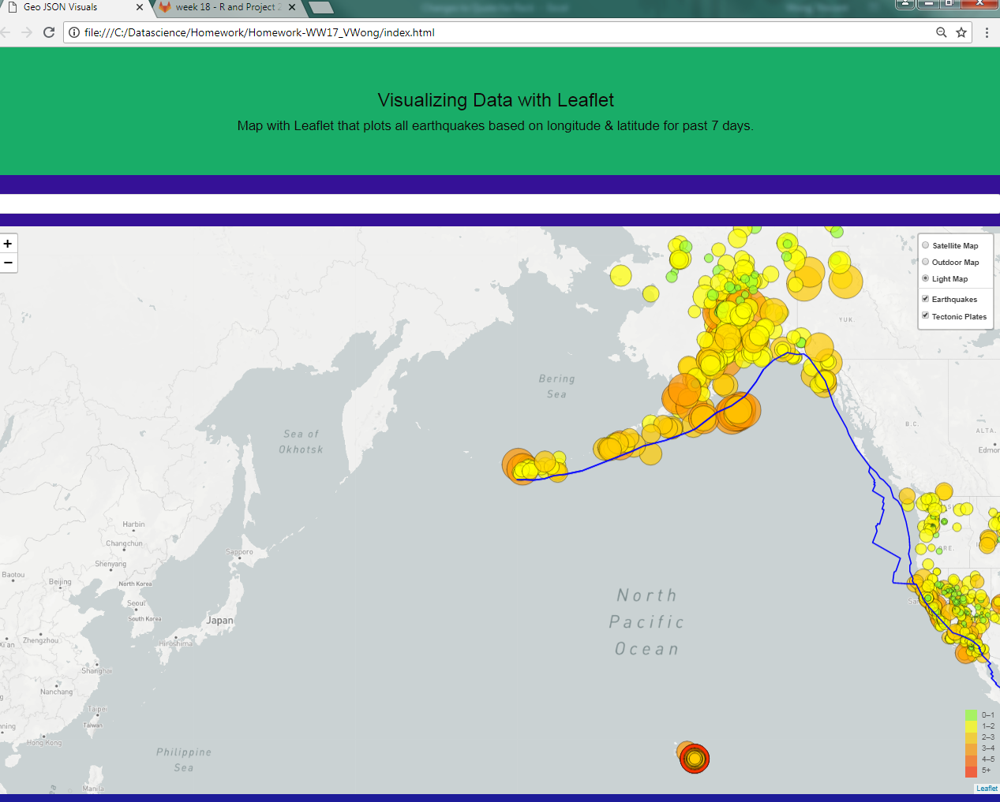 Geo JSON Visuals
week 18 - R and Project 2
file:///C:/Datascience/Homework/Homework-WW17_VWong/index.html
Visualizing Data with Leaflet
Map with Leaflet that plots all earthquakes based on longitude & latitude for past 7 days.
+
−
Satellite Map
Outdoor Map
Light Map
Earthquakes
Tectonic Plates
YUK.
Bering
Sea
B.C.
ALTA.
Sea of
Okhotsk
Edmon
Harbin
Changchun
Sapporo
Shenyang
ORE.
Baotou
Beijing
North Korea
North
Pacific
Ocean
Seoul
South Korea
Japan
Zhengzhou
Xi'an
Hiroshima
Shanghai
Nanchang
Taipei
Taiwan
Hong Kong
Philippine
Sea
Manila
0–1
1–2
2–3
3–4
4–5
5+
Leaflet